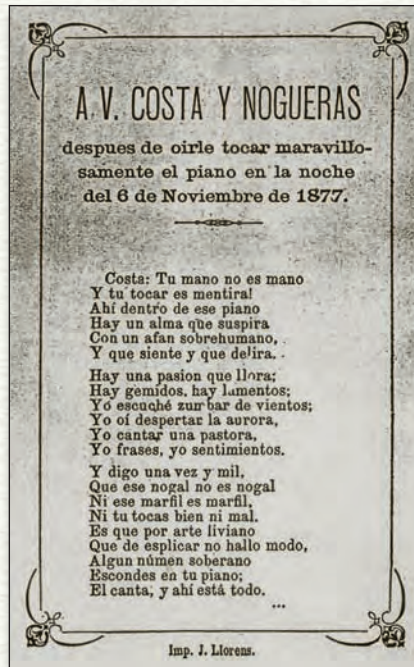 A V. COSTA Y NOGUERAS
despues de oirle tocar maravillo-
samente el piano en la noche
del 6 de Noviembre de 1877.
Costa: Tu mano no es mano
Y tu tocar es mentira!
Ahí dentro de ese piano
Hay un alma que suspira
Con un afan sobrehumano,
Y que siente y que delira.
Hay una pasion que llora;
Hay gemidos, hay lamentos;
Yo escuché zumbar de vientos;
Yo oí despertar la aurora,
Yo cantar una pastora,
Yo frases, yo sentimientos.
Y digo una vez y mil,
Que ese nogal no es nogal
Ni ese marfil es marfil,
Ni tu tocas bien ni mal.
Es que por arte liviano
Que de esplicar no hallo modo,
Algun númen soberano
Escondes en tu piano;
El canta, y ahí está todo.
...
Imp. J. Llorens.